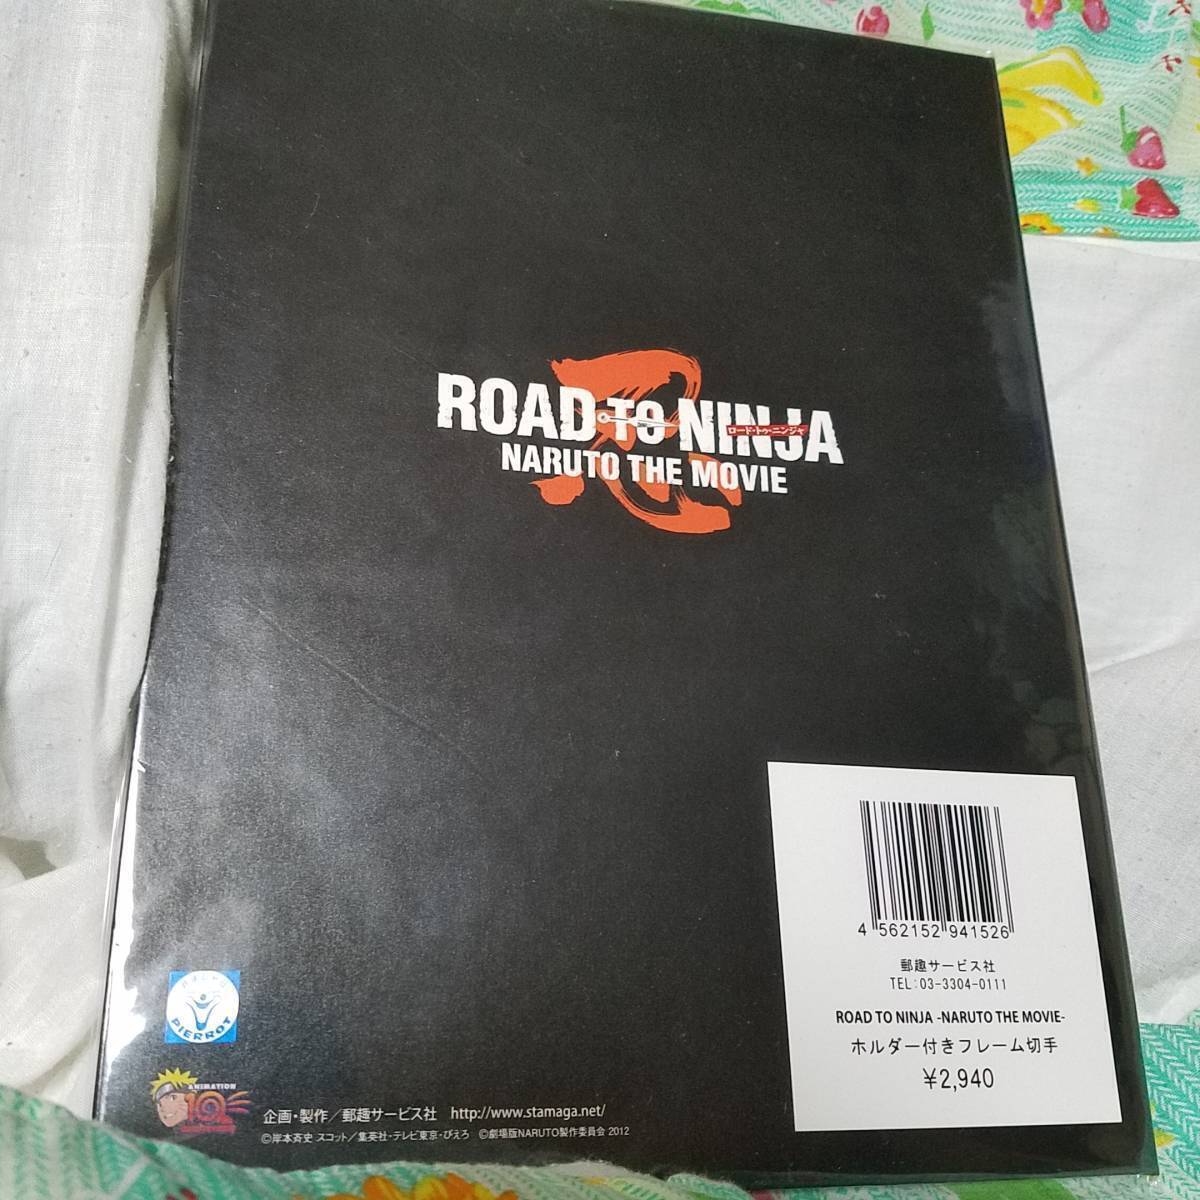 ROAD TO NINJA
ロード・トゥ・ニンジャ
NARUTO THE MOVIE
忍
4 562152 941526
郵趣サービス社
TEL:03-3304-0111
ROAD TO NINJA -NARUTO THE MOVIE-
ホルダー付きフレーム切手
¥2,940
PIERROT
ANIMATION
10
企画・製作／郵趣サービス社 http://www.stamaga.net/
©岸本斉史 スコット／集英社・テレビ東京・ぴえろ ©劇場版NARUTO製作委員会 2012